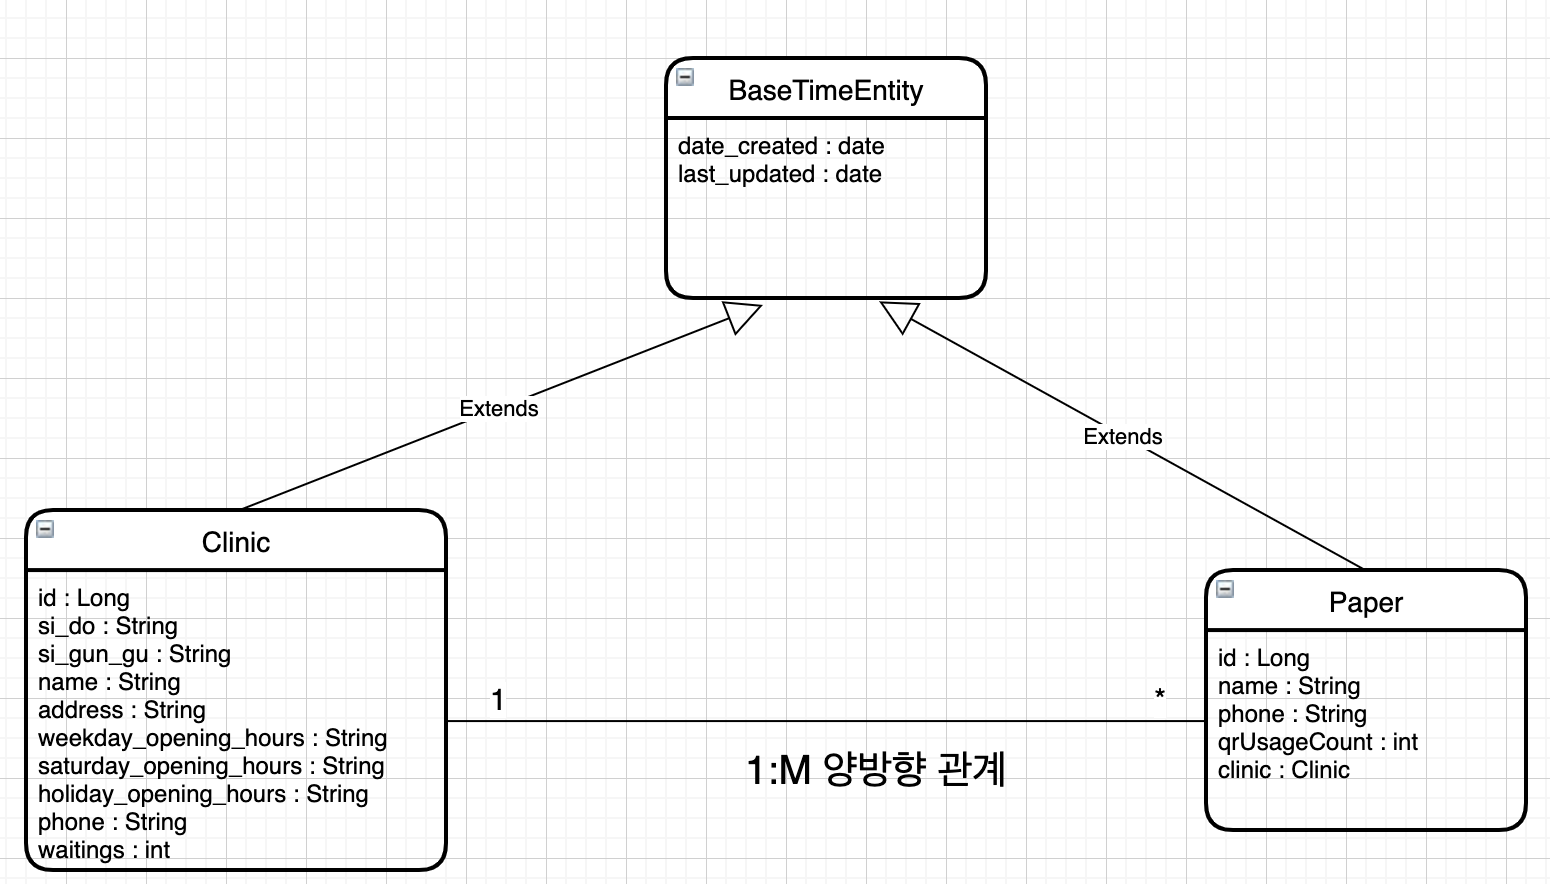 BaseTimeEntity
date_created : date
last_updated : date
Extends
Extends
Clinic
id : Long
si_do : String
si_gun_gu : String
name : String
address : String
weekday_opening_hours : String
saturday_opening_hours : String
holiday_opening_hours : String
phone : String
waitings : int
1
*
1:M 양방향 관계
Paper
id : Long
name : String
phone : String
qrUsageCount : int
clinic : Clinic